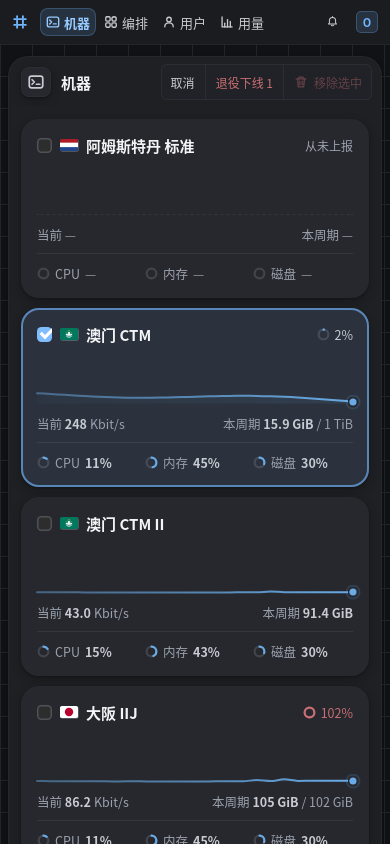 机器 编排 用户 用量 O
机器 取消 退役下线 1 移除选中
阿姆斯特丹 标准 从未上报
当前 — 本周期 —
CPU — 内存 — 磁盘 —
澳门 CTM 2%
当前 248 Kbit/s 本周期 15.9 GiB / 1 TiB
CPU 11% 内存 45% 磁盘 30%
澳门 CTM II
当前 43.0 Kbit/s 本周期 91.4 GiB
CPU 15% 内存 43% 磁盘 30%
大阪 IIJ 102%
当前 86.2 Kbit/s 本周期 105 GiB / 102 GiB
CPU 11% 内存 45% 磁盘 30%